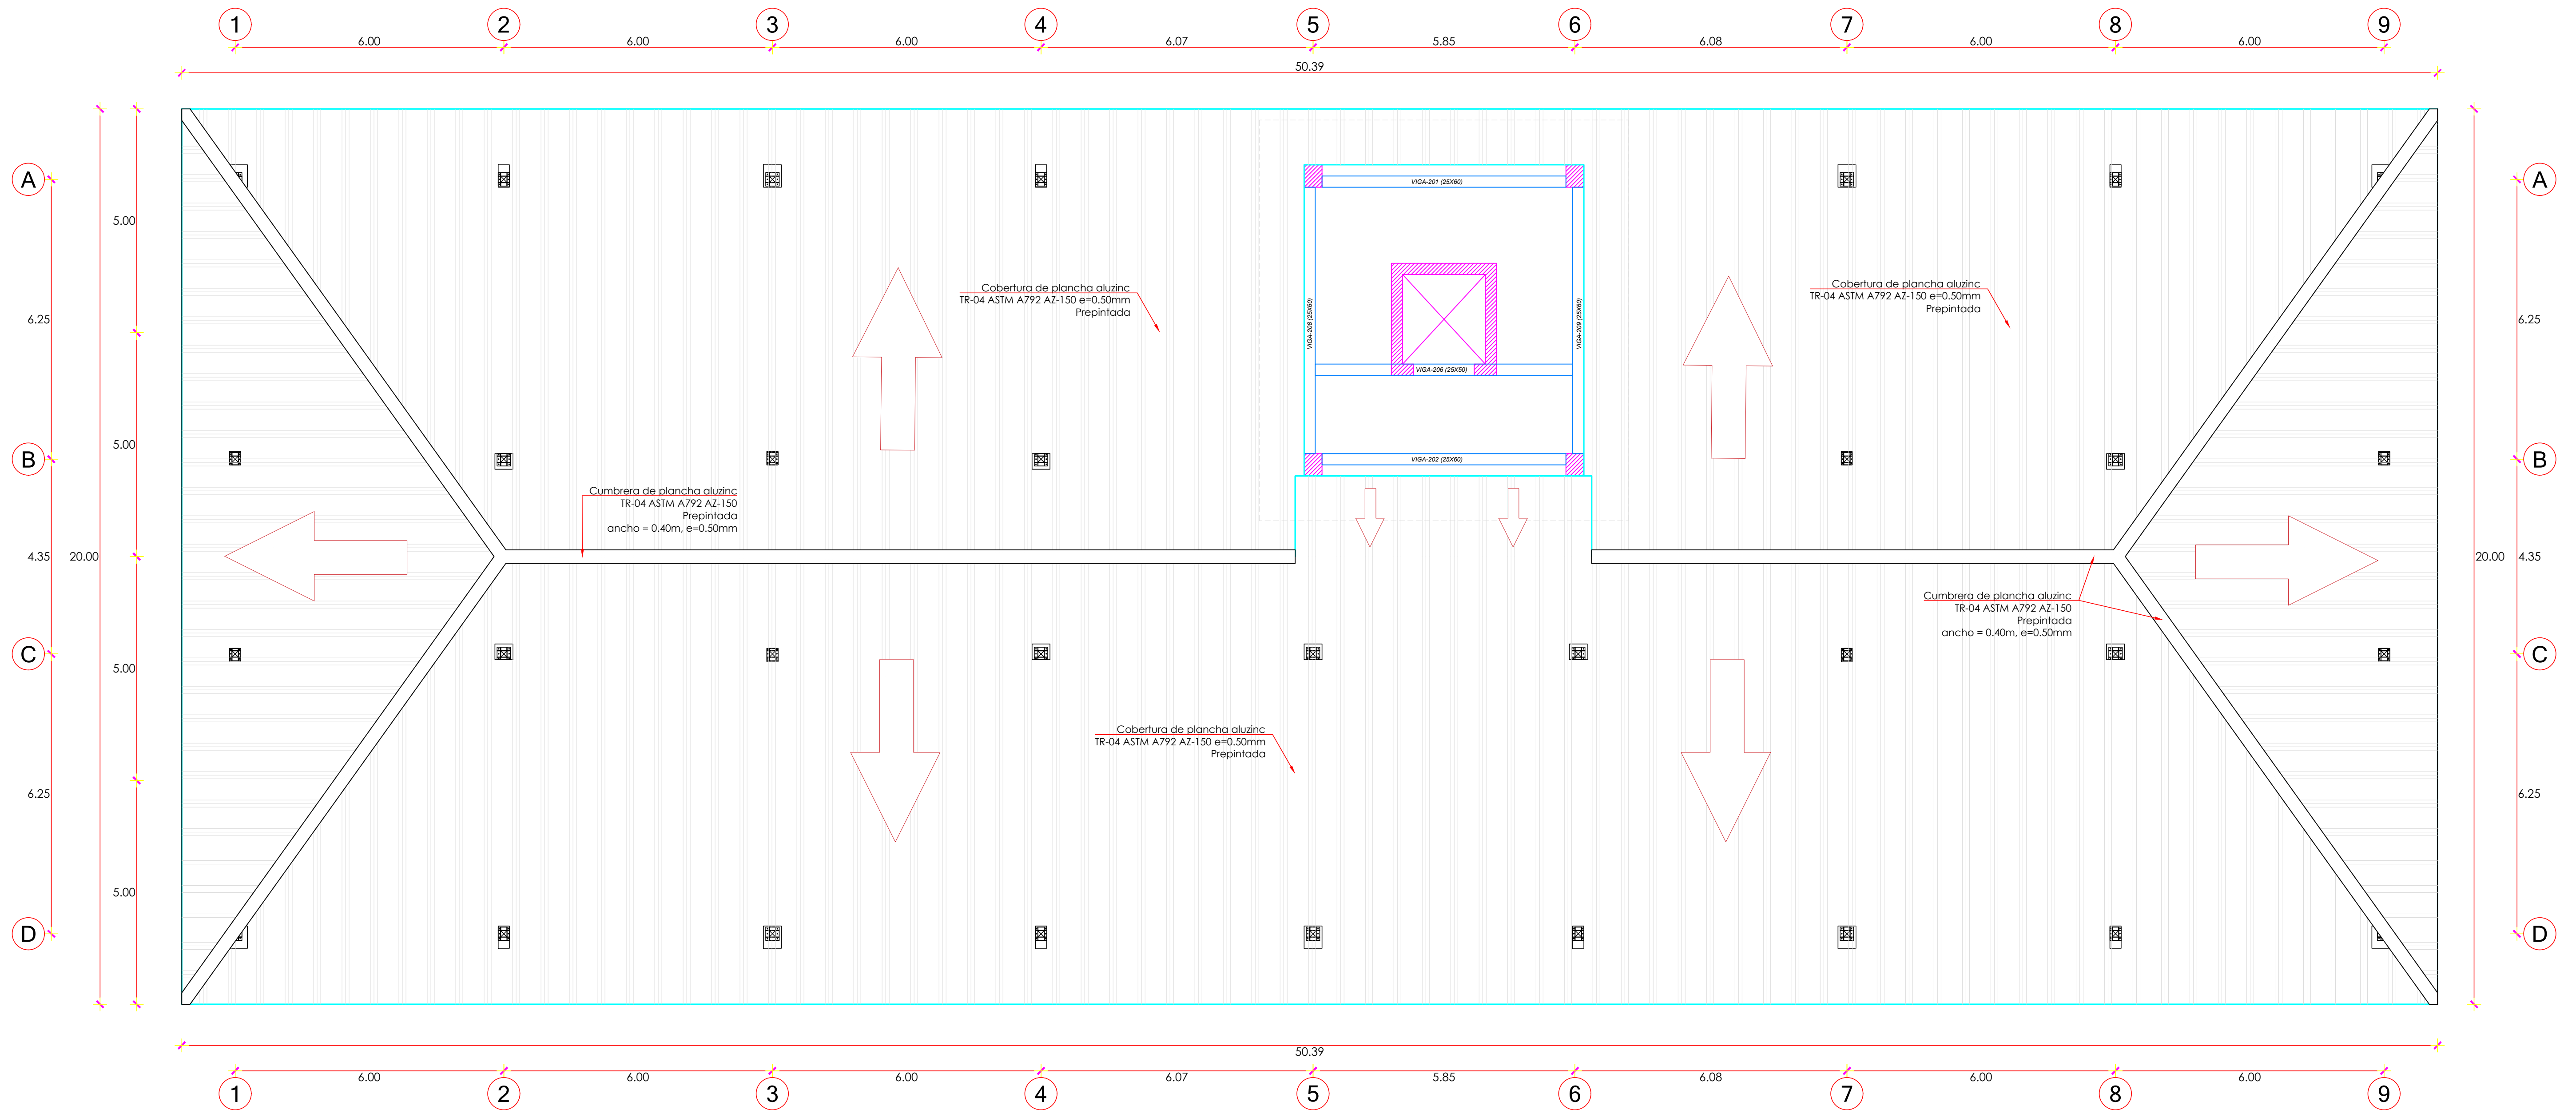 1 2 3 4 5 6 7 8 9
6.00 6.00 6.00 6.07 5.85 6.08 6.00 6.00
50.39
A
A
VIGA-201 (25X60)
5.00
Cobertura de plancha aluzinc
TR-04 ASTM A792 AZ-150 e=0.50mm
Prepintada
Cobertura de plancha aluzinc
TR-04 ASTM A792 AZ-150 e=0.50mm
Prepintada
6.25
VIGA-208 (25X60)
VIGA-209 (25X60)
6.25
VIGA-206 (25X50)
5.00
B
VIGA-202 (25X60)
B
Cumbrera de plancha aluzinc
TR-04 ASTM A792 AZ-150
Prepintada
ancho = 0.40m, e=0.50mm
4.35 20.00
20.00 4.35
Cumbrera de plancha aluzinc
TR-04 ASTM A792 AZ-150
Prepintada
ancho = 0.40m, e=0.50mm
C
C
5.00
Cobertura de plancha aluzinc
TR-04 ASTM A792 AZ-150 e=0.50mm
Prepintada
6.25
6.25
5.00
D
D
50.39
6.00 6.00 6.00 6.07 5.85 6.08 6.00 6.00
1 2 3 4 5 6 7 8 9